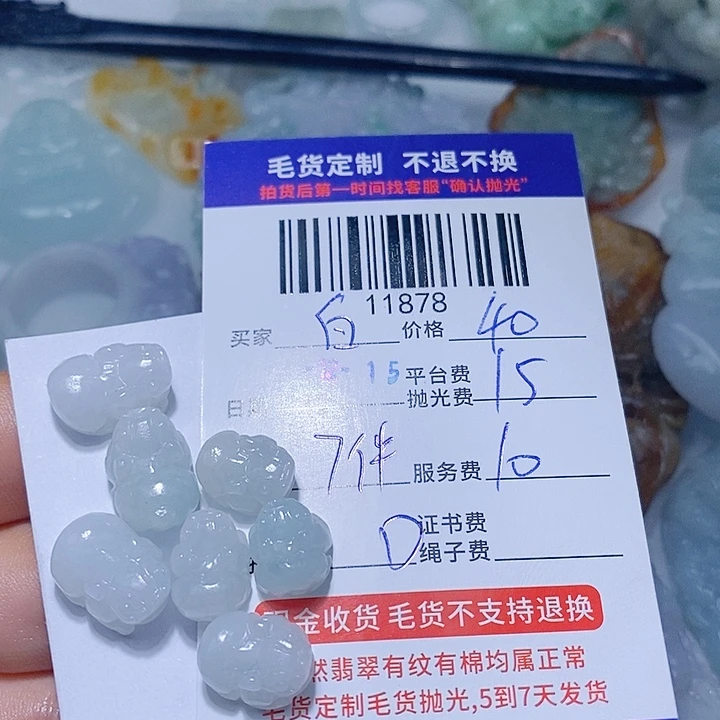 毛货定制 不退不换
拍货后第一时间找客服“确认抛光”
11878
买家 白 价格 40
15 平台费
抛光费 15
7件 服务费 10
D 证书费
绳子费
金收货 毛货不支持退换
然翡翠有纹有棉均属正常
货定制毛货抛光,5到7天发货